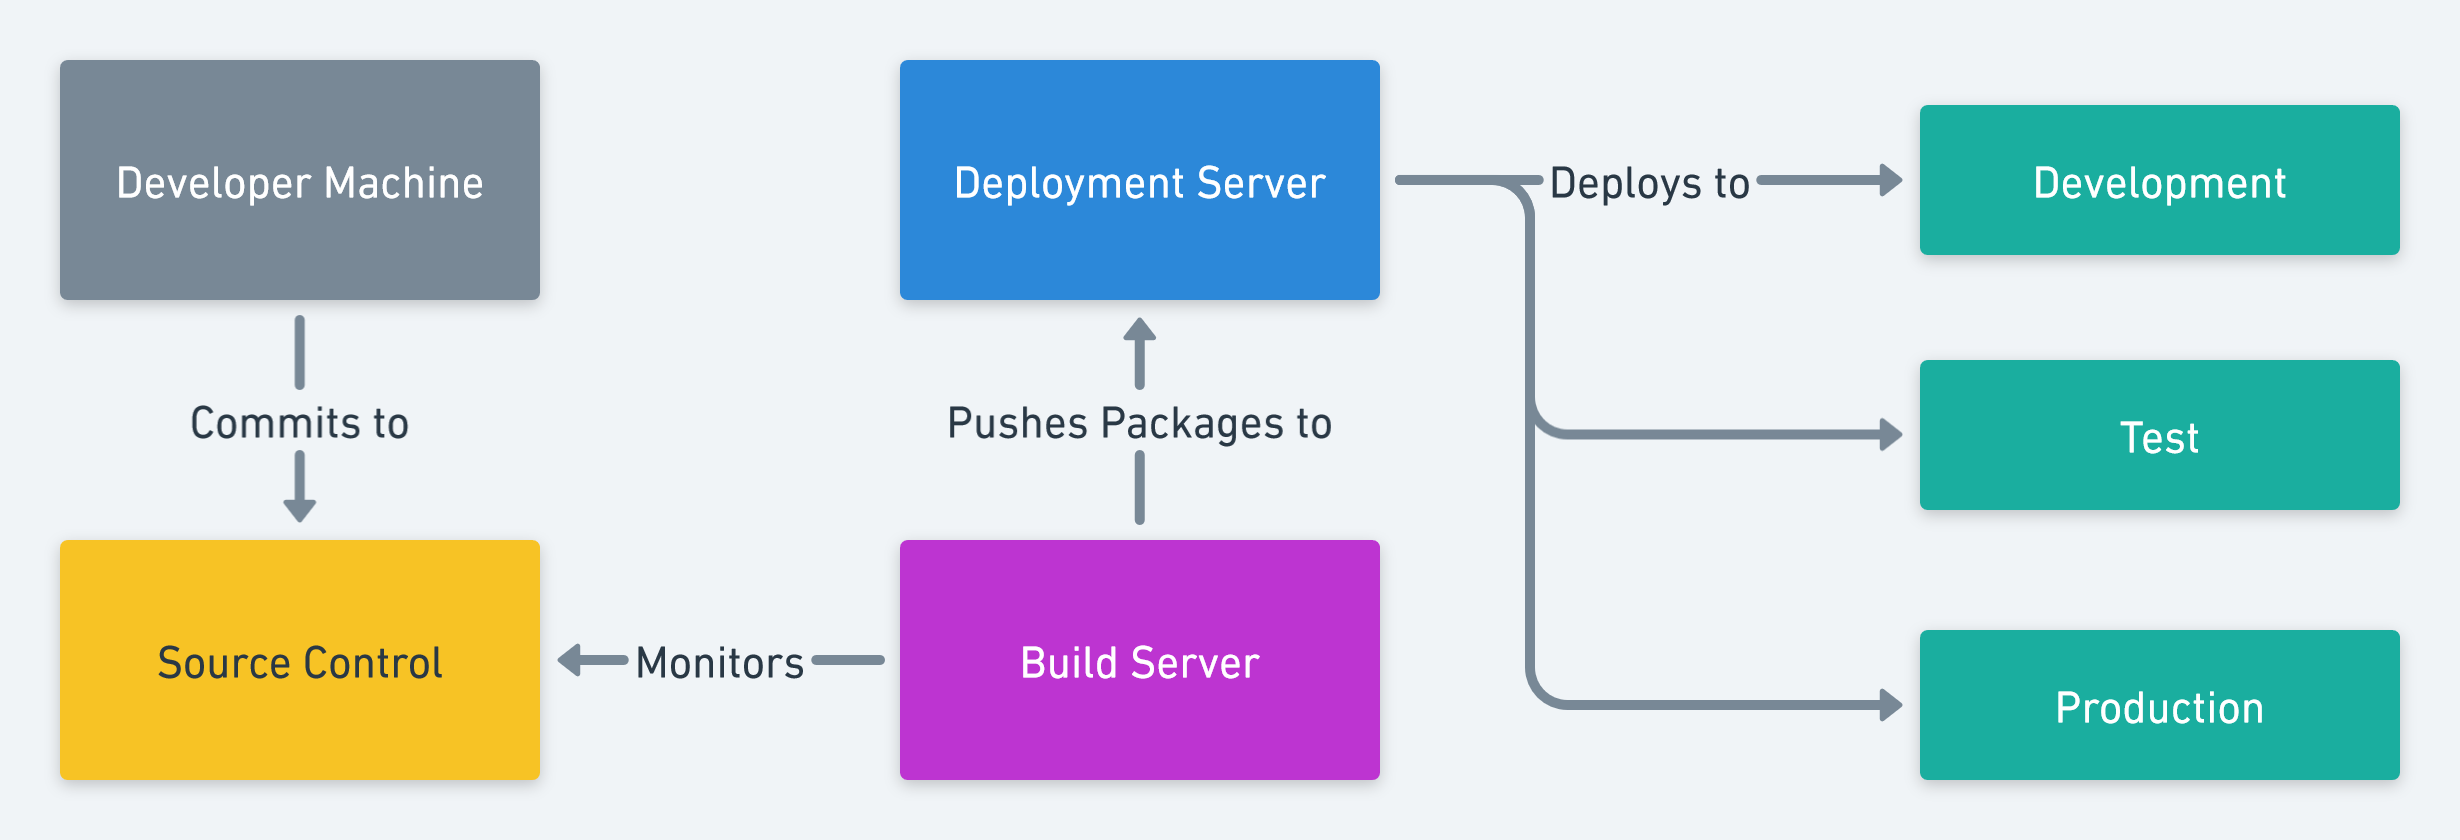 Developer Machine
Deployment Server
Deploys to
Development
Commits to
Pushes Packages to
Test
Source Control
Monitors
Build Server
Production